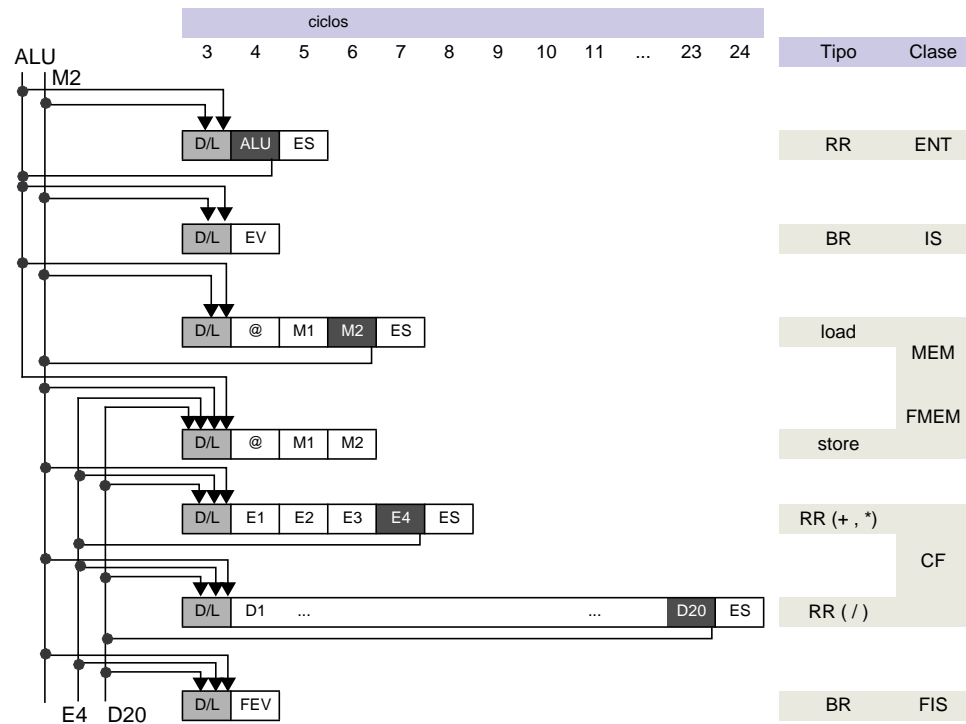 ciclos
ALU 3 4 5 6 7 8 9 10 11 ... 23 24 Tipo Clase
M2
D/L ALU ES RR ENT
D/L EV BR IS
D/L @ M1 M2 ES load
MEM
FMEM
D/L @ M1 M2 store
D/L E1 E2 E3 E4 ES RR (+ , *)
CF
D/L D1 ... ... D20 ES RR ( / )
D/L FEV BR FIS
E4 D20